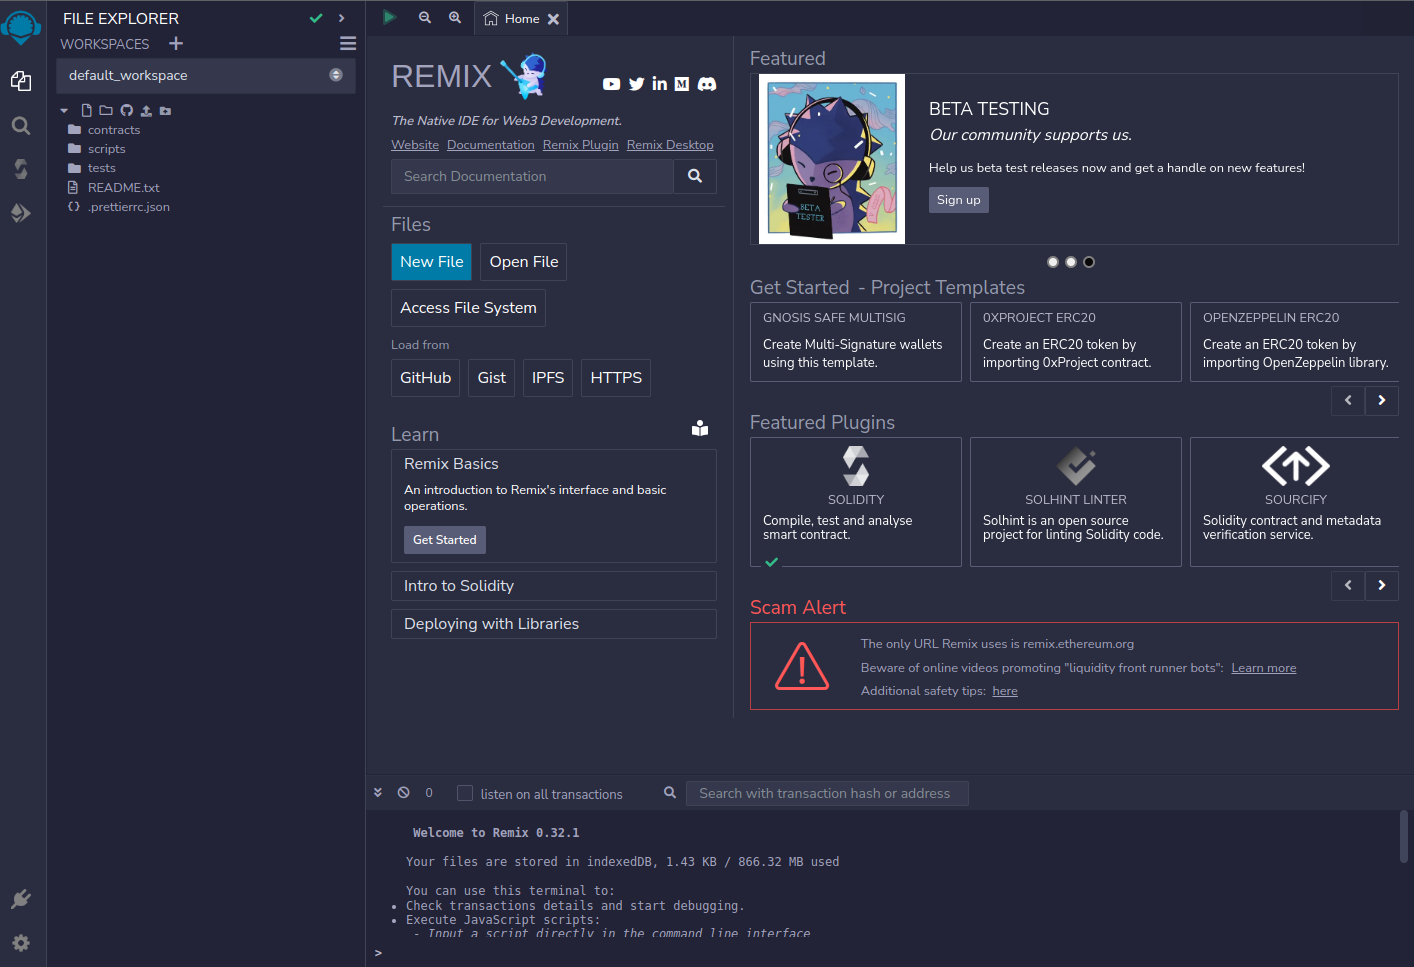 FILE EXPLORER
WORKSPACES
default_workspace
contracts
scripts
tests
README.txt
.prettierrc.json
Home
REMIX
The Native IDE for Web3 Development.
Website Documentation Remix Plugin Remix Desktop
Search Documentation
Files
New File Open File
Access File System
Load from
GitHub Gist IPFS HTTPS
Learn
Remix Basics
An introduction to Remix's interface and basic
operations.
Get Started
Intro to Solidity
Deploying with Libraries
Featured
BETA
TESTER
BETA TESTING
Our community supports us.
Help us beta test releases now and get a handle on new features!
Sign up
Get Started - Project Templates
GNOSIS SAFE MULTISIG
Create Multi-Signature wallets
using this template.
0XPROJECT ERC20
Create an ERC20 token by
importing 0xProject contract.
OPENZEPPELIN ERC20
Create an ERC20 token by
importing OpenZeppelin library.
Featured Plugins
SOLIDITY
Compile, test and analyse
smart contract.
SOLHINT LINTER
Solhint is an open source
project for linting Solidity code.
SOURCIFY
Solidity contract and metadata
verification service.
Scam Alert
The only URL Remix uses is remix.ethereum.org
Beware of online videos promoting "liquidity front runner bots": Learn more
Additional safety tips: here
0 listen on all transactions Search with transaction hash or address
Welcome to Remix 0.32.1
Your files are stored in indexedDB, 1.43 KB / 866.32 MB used
You can use this terminal to:
• Check transactions details and start debugging.
• Execute JavaScript scripts:
- Input a script directly in the command line interface
>